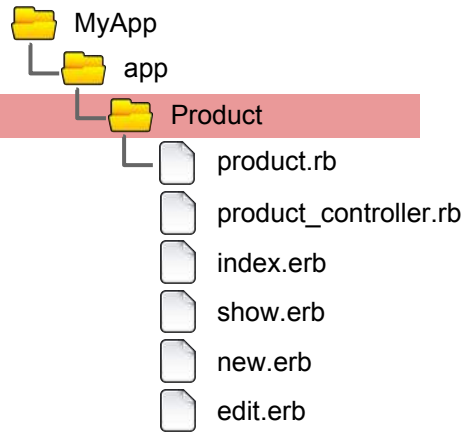 MyApp
app
Product
product.rb
product_controller.rb
index.erb
show.erb
new.erb
edit.erb